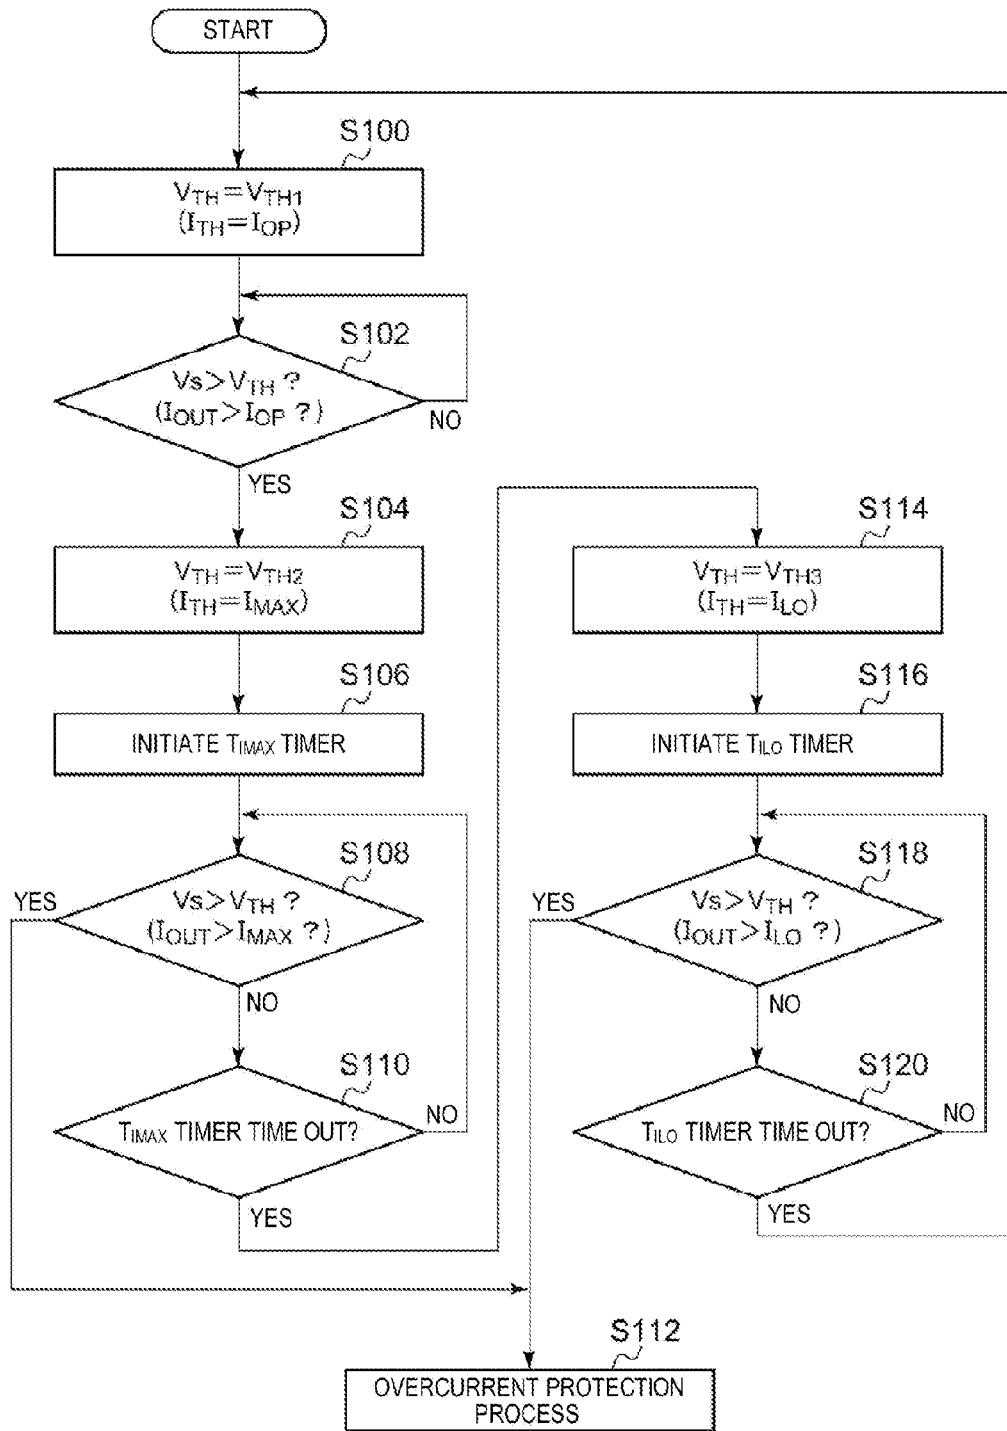 START
S100
VTH=VTH1
(ITH=IOP)
S102
Vs>VTH ?
(IOUT>IOP ?)
NO
YES
S104
VTH=VTH2
(ITH=IMAX)
S106
INITIATE TIMAX TIMER
S108
YES
Vs>VTH ?
(IOUT>IMAX ?)
NO
S110
TIMAX TIMER TIME OUT?
NO
YES
S114
VTH=VTH3
(ITH=ILO)
S116
INITIATE TILO TIMER
S118
YES
Vs>VTH ?
(IOUT>ILO ?)
NO
S120
TILO TIMER TIME OUT?
NO
YES
S112
OVERCURRENT PROTECTION
PROCESS